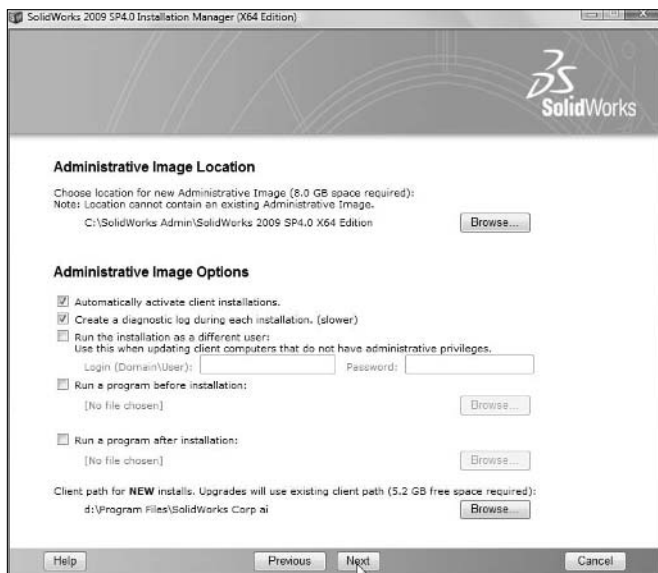 SolidWorks 2009 SP4.0 Installation Manager (X64 Edition)
SolidWorks
Administrative Image Location
Choose location for new Administrative Image (8.0 GB space required):
Note: Location cannot contain an existing Administrative Image.
C:\SolidWorks Admin\SolidWorks 2009 SP4.0 X64 Edition
Browse...
Administrative Image Options
Automatically activate client installations.
Create a diagnostic log during each installation. (slower)
Run the installation as a different user:
Use this when updating client computers that do not have administrative privileges.
Login (Domain\User):
Password:
Run a program before installation:
[No file chosen]
Browse...
Run a program after installation:
[No file chosen]
Browse...
Client path for NEW installs. Upgrades will use existing client path (5.2 GB free space required):
d:\Program Files\SolidWorks Corp ai
Browse...
Help
Previous
Next
Cancel